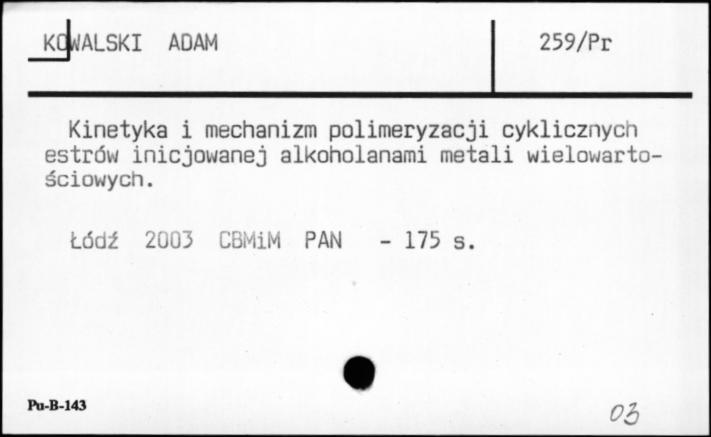 KOWALSKI ADAM
259/Pr
Kinetyka i mechanizm polimeryzacji cyklicznych
estrów inicjowanej alkoholanami metali wielowarto-
ściowych.
Łódź 2003 CBMiM PAN - 175 s.
Pu-B-143
03